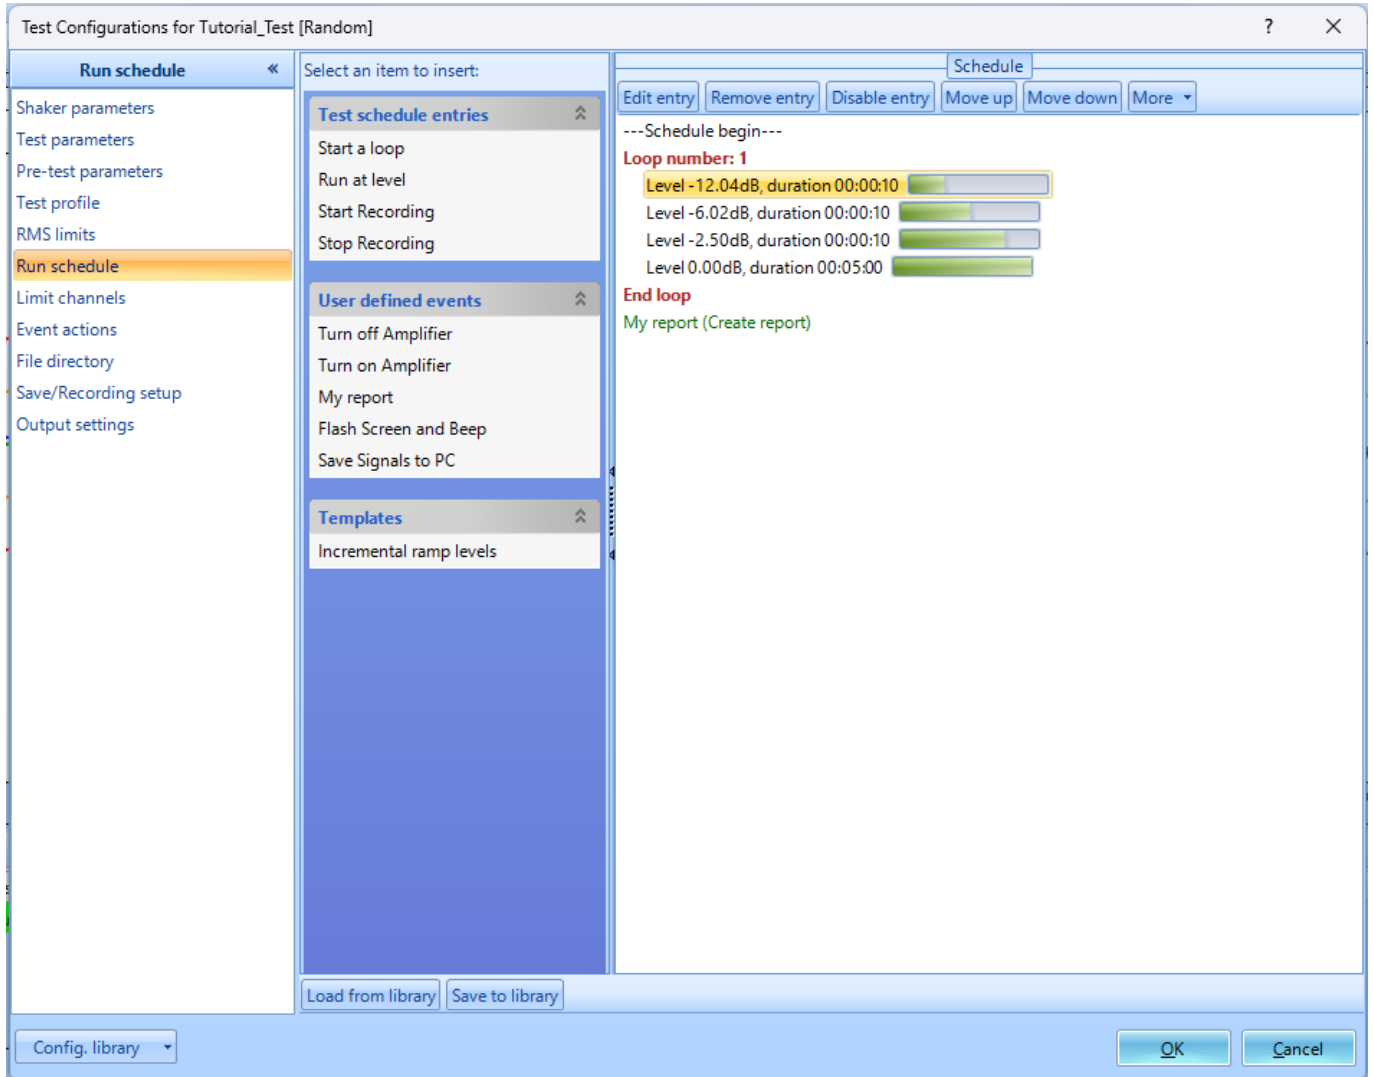 Test Configurations for Tutorial_Test [Random]
?
Run schedule
«
Shaker parameters
Test parameters
Pre-test parameters
Test profile
RMS limits
Run schedule
Limit channels
Event actions
File directory
Save/Recording setup
Output settings
Select an item to insert:
Test schedule entries
Start a loop
Run at level
Start Recording
Stop Recording
User defined events
Turn off Amplifier
Turn on Amplifier
My report
Flash Screen and Beep
Save Signals to PC
Templates
Incremental ramp levels
Schedule
Edit entry Remove entry Disable entry Move up Move down More
---Schedule begin---
Loop number: 1
Level -12.04dB, duration 00:00:10
Level -6.02dB, duration 00:00:10
Level -2.50dB, duration 00:00:10
Level 0.00dB, duration 00:05:00
End loop
My report (Create report)
Load from library Save to library
Config. library
OK Cancel